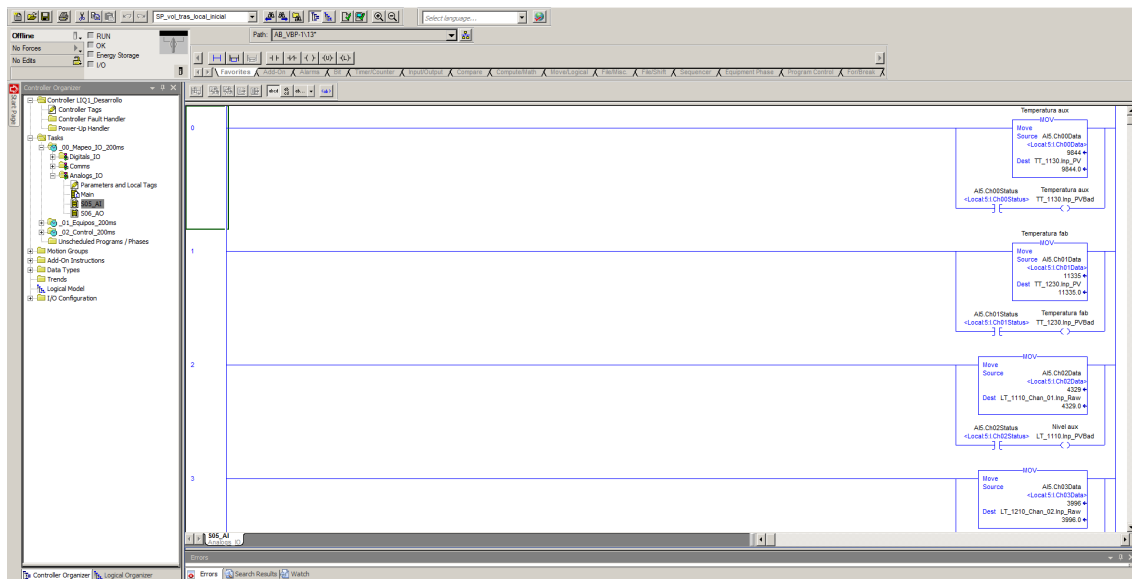 SP_vol_tras_local_inicial
Select language...
Offline
RUN
Path: AB_VBP-1\13*
No Forces
OK
No Edits
Energy Storage
I/O
Favorites Add-On Alarms Bit Timer/Counter Input/Output Compare Compute/Math Move/Logical File/Misc. File/Shift Sequencer Equipment Phase Program Control For/Break
Start Page
Controller Organizer
Controller LIQ1_Desarrollo
Controller Tags
Controller Fault Handler
Power-Up Handler
Tasks
_00_Mapeo_IO_200ms
Digitals_IO
Comms
Analogs_IO
Parameters and Local Tags
Main
S05_AI
S06_AO
_01_Equipos_200ms
_02_Control_200ms
Unscheduled Programs / Phases
Motion Groups
Add-On Instructions
Data Types
Trends
Logical Model
I/O Configuration
0
Temperatura aux
MOV
Move
Source AI5.Ch00Data
<Local:5:I.Ch00Data>
9844
Dest TT_1130.Inp_PV
9844.0
AI5.Ch00Status Temperatura aux
<Local:5:I.Ch00Status> TT_1130.Inp_PVBad
1
Temperatura fab
MOV
Move
Source AI5.Ch01Data
<Local:5:I.Ch01Data>
11335
Dest TT_1230.Inp_PV
11335.0
AI5.Ch01Status Temperatura fab
<Local:5:I.Ch01Status> TT_1230.Inp_PVBad
2
MOV
Move
Source AI5.Ch02Data
<Local:5:I.Ch02Data>
4329
Dest LT_1110_Chan_01.Inp_Raw
4329.0
AI5.Ch02Status Nivel aux
<Local:5:I.Ch02Status> LT_1110.Inp_PVBad
3
MOV
Move
Source AI5.Ch03Data
<Local:5:I.Ch03Data>
3996
Dest LT_1210_Chan_02.Inp_Raw
3996.0
S05_AI
Analogs_IO
Errors
Controller Organizer Logical Organizer
Errors Search Results Watch